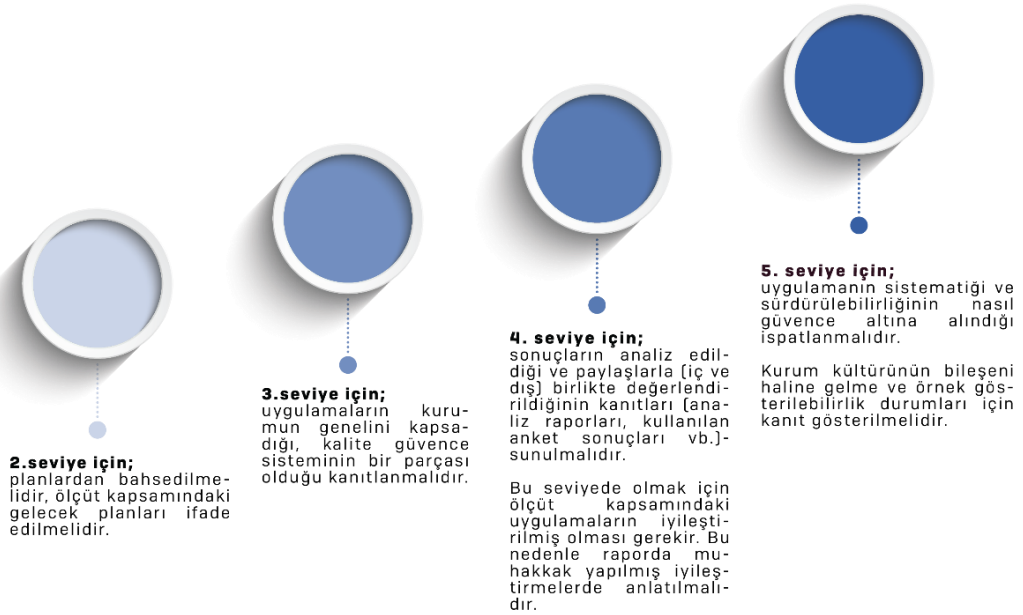 2.seviye için;
planlardan bahsedilme-
lidir, ölçüt kapsamındaki
gelecek planları ifade
edilmelidir.
3.seviye için;
uygulamaların kuru-
mun genelini kapsa-
dığı, kalite güvence
sisteminin bir parçası
olduğu kanıtlanmalıdır.
4. seviye için;
sonuçların analiz edil-
diği ve paylaşlarla (iç ve
dış) birlikte değerlendi-
rildiğinin kanıtları (ana-
liz raporları, kullanılan
anket sonuçları vb.)-
sunulmalıdır.
Bu seviyede olmak için
ölçüt kapsamındaki
uygulamaların iyileşti-
rilmiş olması gerekir. Bu
nedenle raporda mu-
hakkak yapılmış iyileş-
tirmelerde anlatılmalı-
dır.
5. seviye için;
uygulamanın sistematiği ve
sürdürülebilirliğinin nasıl
güvence altına alındığı
ispatlanmalıdır.
Kurum kültürünün bileşeni
haline gelme ve örnek gös-
terilebilirlik durumları için
kanıt gösterilmelidir.